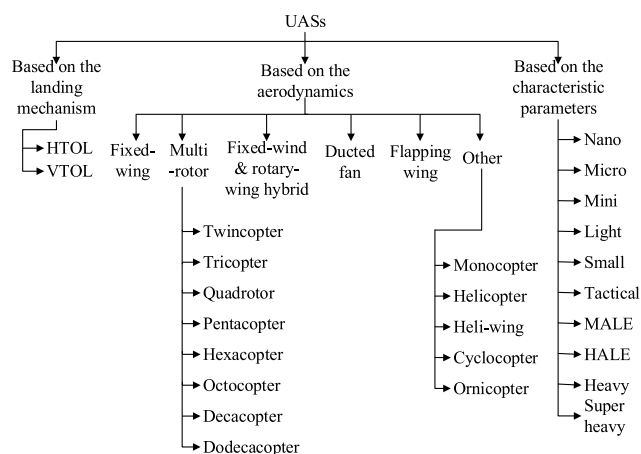 UASs
Based on the
landing
mechanism
HTOL
VTOL
Based on the
aerodynamics
Fixed-
wing
Multi
-rotor
Twincopter
Tricopter
Quadrotor
Pentacopter
Hexacopter
Octocopter
Decacopter
Dodecacopter
Fixed-wind
& rotary-
wing hybrid
Ducted
fan
Flapping
wing
Other
Monocopter
Helicopter
Heli-wing
Cyclocopter
Ornicopter
Based on the
characteristic
parameters
Nano
Micro
Mini
Light
Small
Tactical
MALE
HALE
Heavy
Super
heavy